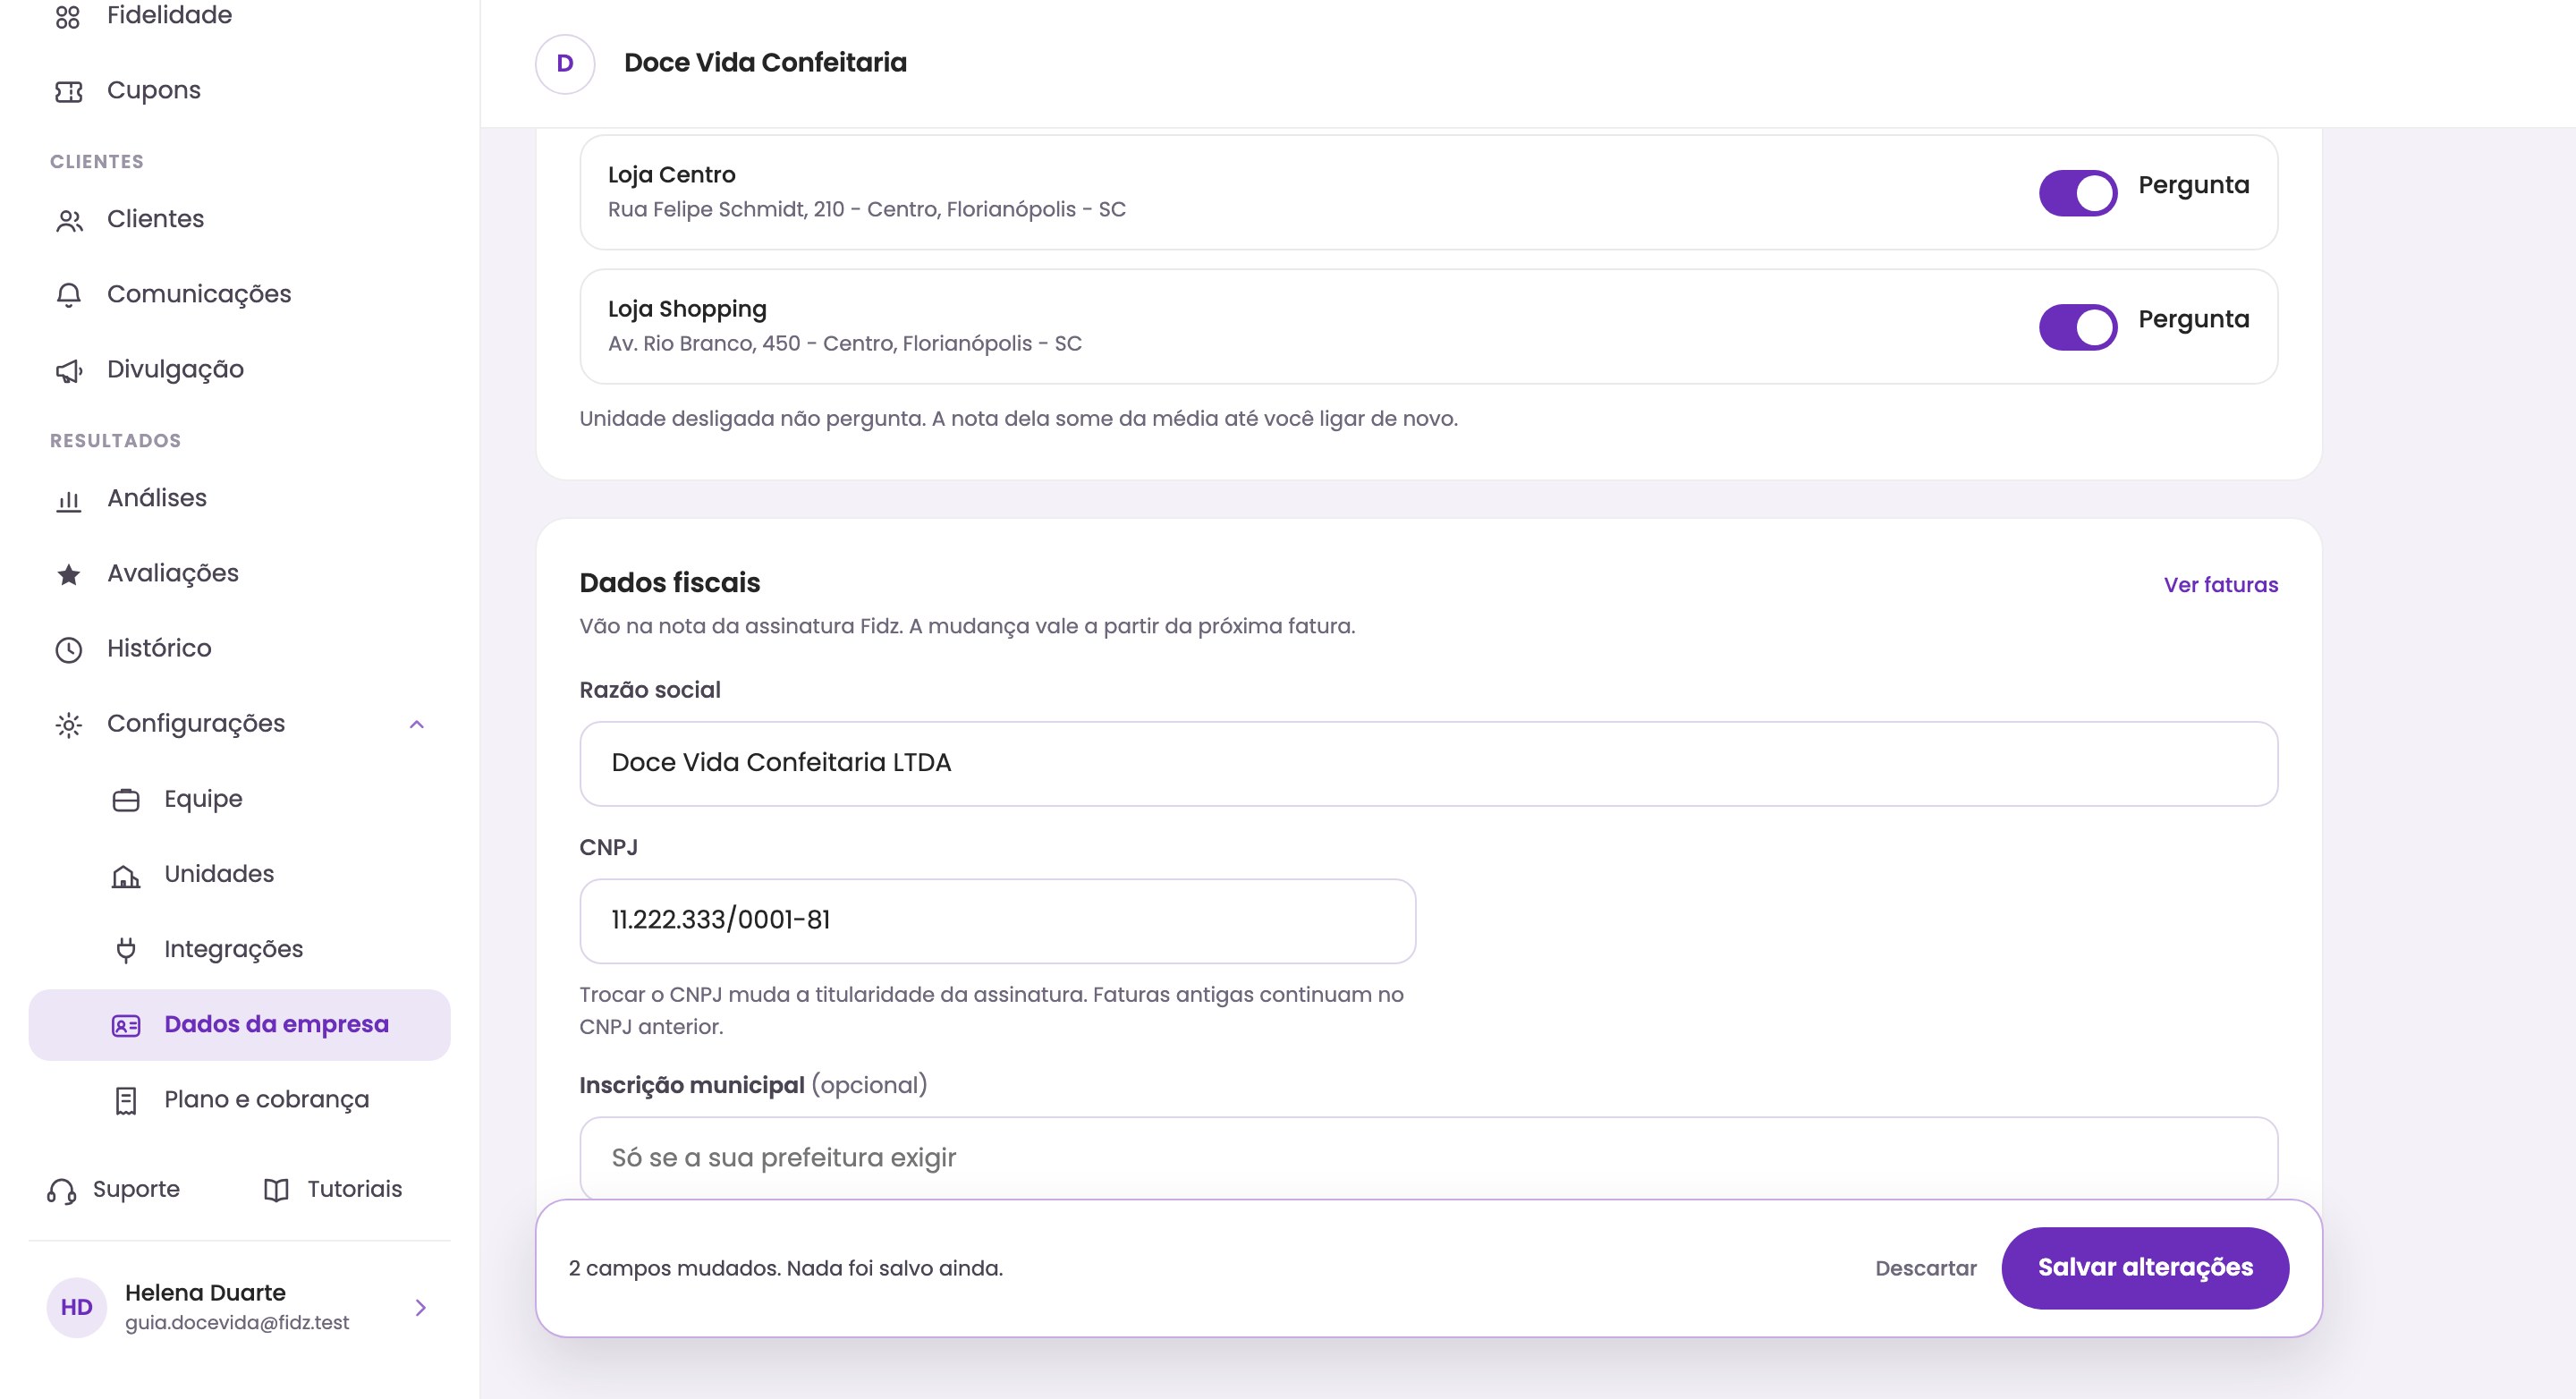 Fidelidade
Cupons
CLIENTES
Clientes
Comunicações
Divulgação
RESULTADOS
Análises
Avaliações
Histórico
Configurações
Equipe
Unidades
Integrações
Dados da empresa
Plano e cobrança
Suporte
Tutoriais
HD
Helena Duarte
guia.docevida@fidz.test
D
Doce Vida Confeitaria
Loja Centro
Rua Felipe Schmidt, 210 - Centro, Florianópolis - SC
Pergunta
Loja Shopping
Av. Rio Branco, 450 - Centro, Florianópolis - SC
Pergunta
Unidade desligada não pergunta. A nota dela some da média até você ligar de novo.
Dados fiscais
Ver faturas
Vão na nota da assinatura Fidz. A mudança vale a partir da próxima fatura.
Razão social
Doce Vida Confeitaria LTDA
CNPJ
11.222.333/0001-81
Trocar o CNPJ muda a titularidade da assinatura. Faturas antigas continuam no
CNPJ anterior.
Inscrição municipal (opcional)
Só se a sua prefeitura exigir
2 campos mudados. Nada foi salvo ainda.
Descartar
Salvar alterações